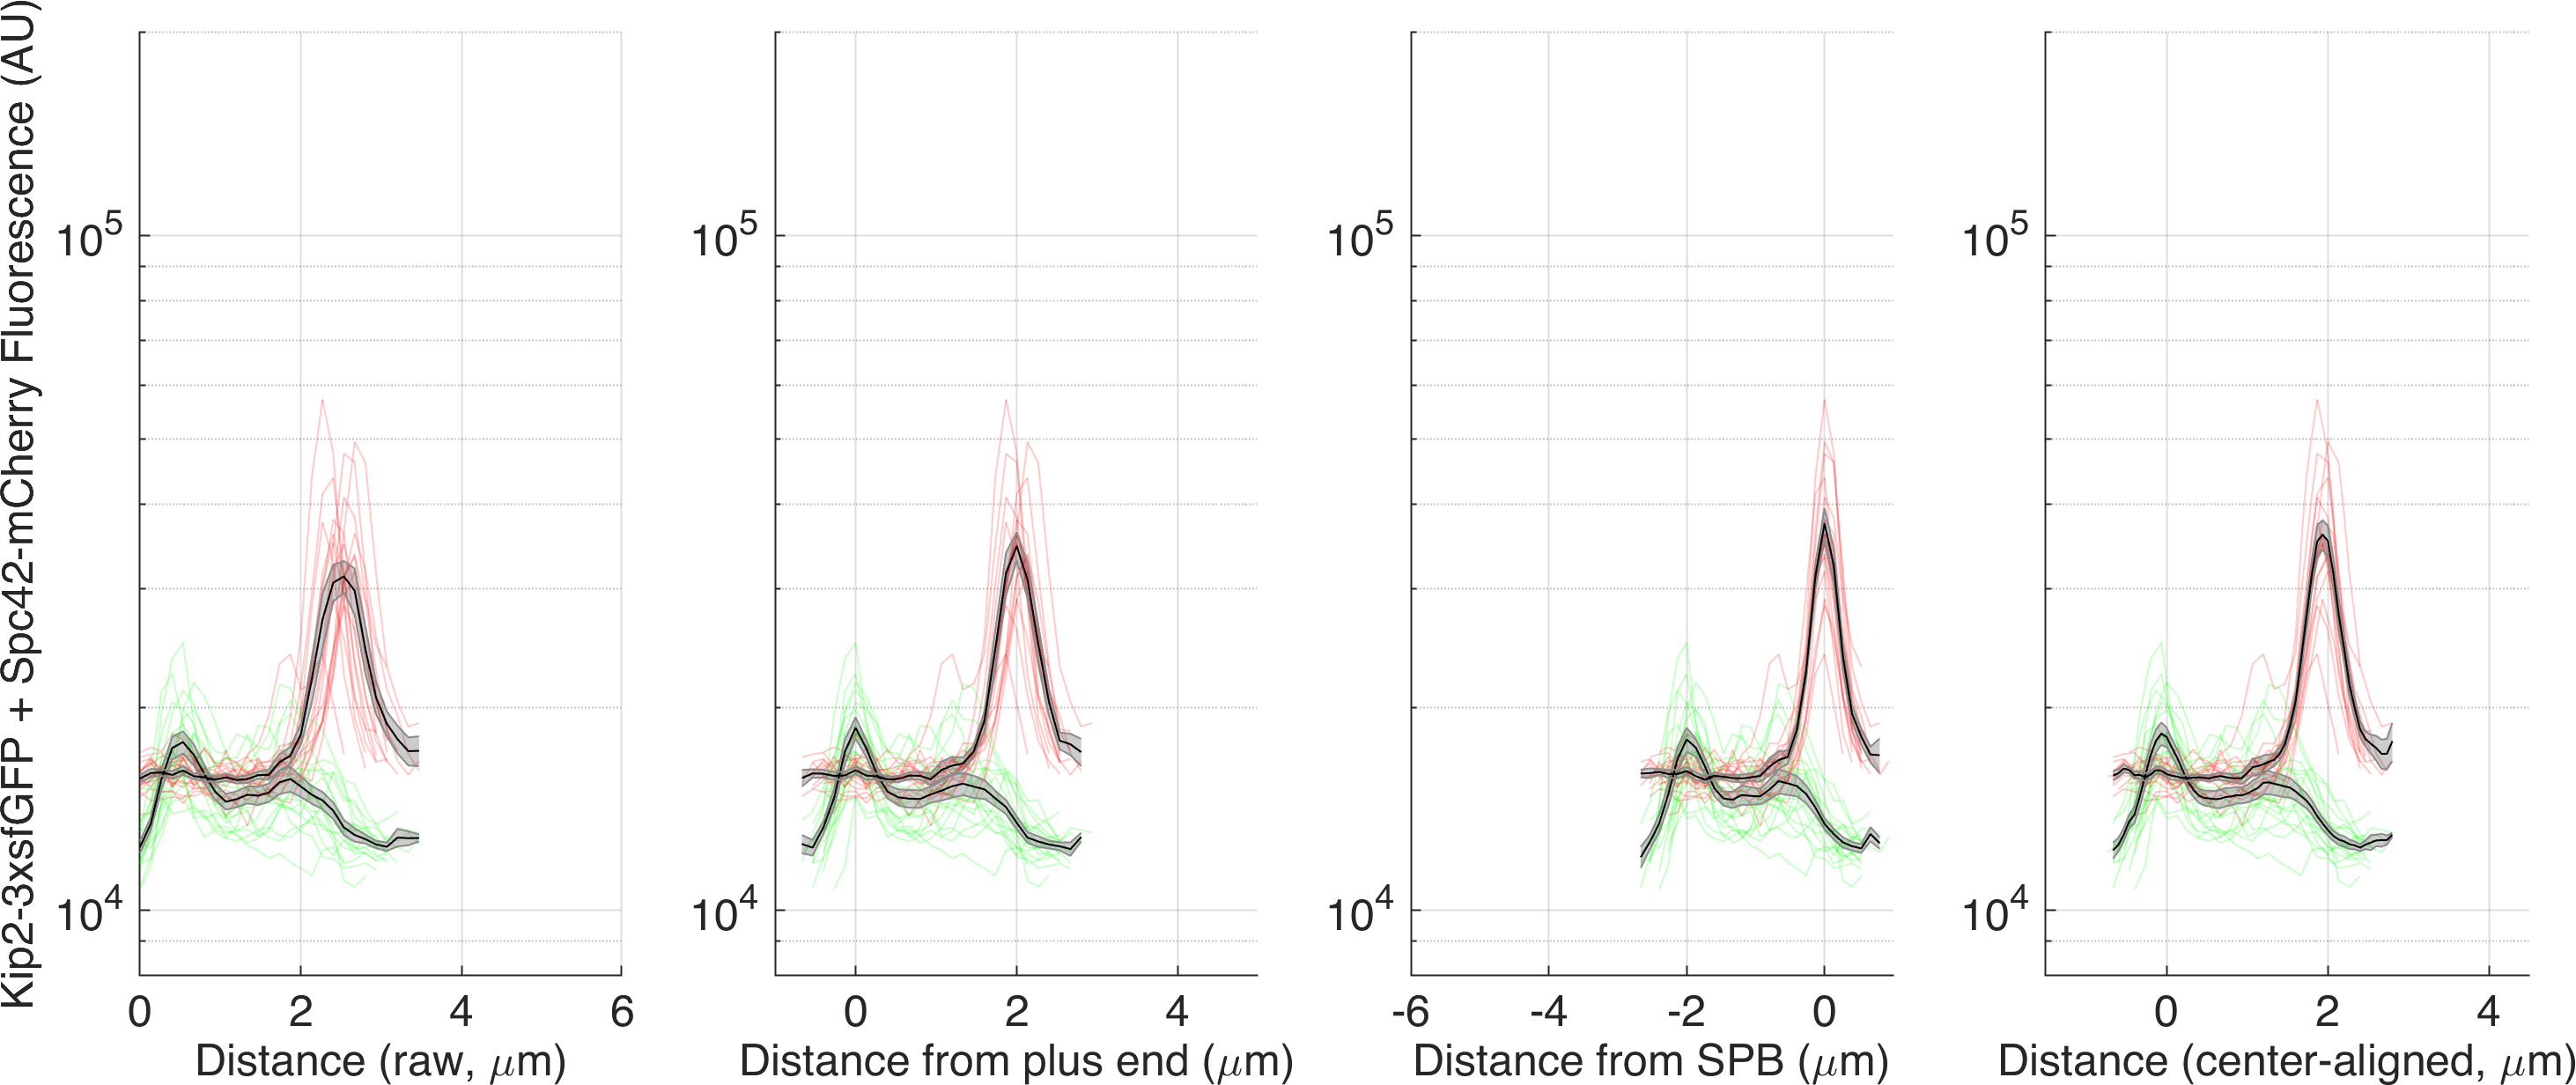 Kip2-3xsfGFP + Spc42-mCherry Fluorescence (AU)
10^5
10^4
0 2 4 6
Distance (raw, μm)
10^5
10^4
0 2 4
Distance from plus end (μm)
10^5
10^4
-6 -4 -2 0
Distance from SPB (μm)
10^5
10^4
0 2 4
Distance (center-aligned, μm)